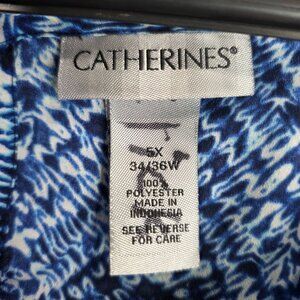 CATHERINES®
5X
34/36W
100%
POLYESTER
MADE IN
INDONESIA
SEE REVERSE
FOR CARE